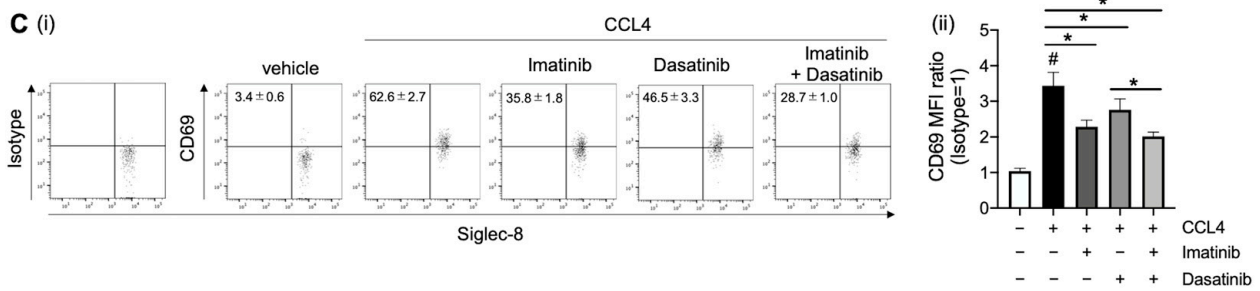 C (i)
CCL4
vehicle
Imatinib
Dasatinib
Imatinib
+ Dasatinib
Isotype
CD69
3.4±0.6
62.6±2.7
35.8±1.8
46.5±3.3
28.7±1.0
Siglec-8
(ii)
CD69 MFI ratio
(Isotype=1)
5
4
3
2
1
0
*
*
*
#
*
− + + + + CCL4
− − + − + Imatinib
− − − + + Dasatinib